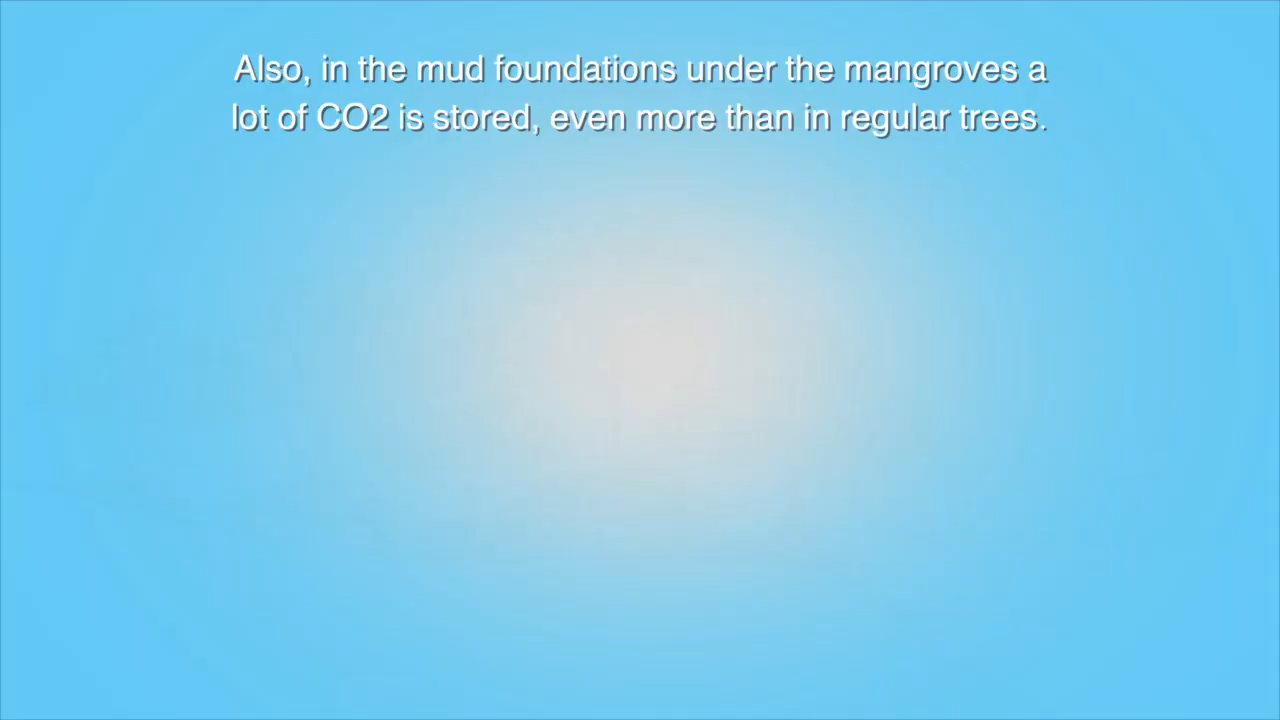 Also, in the mud foundations under the mangroves a
lot of CO2 is stored, even more than in regular trees.